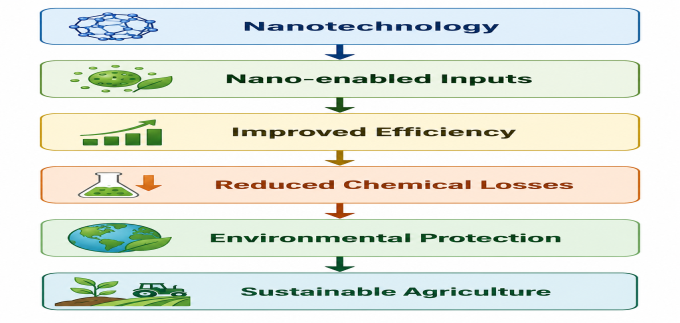 Nanotechnology
Nano-enabled Inputs
Improved Efficiency
Reduced Chemical Losses
Environmental Protection
Sustainable Agriculture